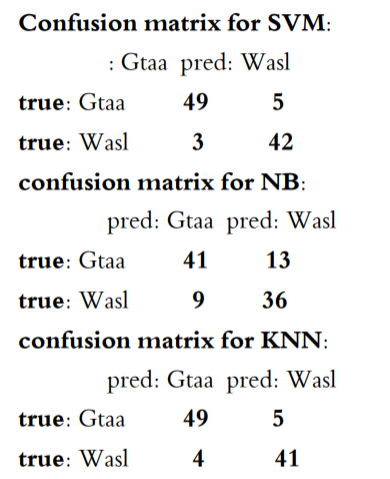 Confusion matrix for SVM:
: Gtaa pred: Wasl
true: Gtaa 49 5
true: Wasl 3 42
confusion matrix for NB:
pred: Gtaa pred: Wasl
true: Gtaa 41 13
true: Wasl 9 36
confusion matrix for KNN:
pred: Gtaa pred: Wasl
true: Gtaa 49 5
true: Wasl 4 41